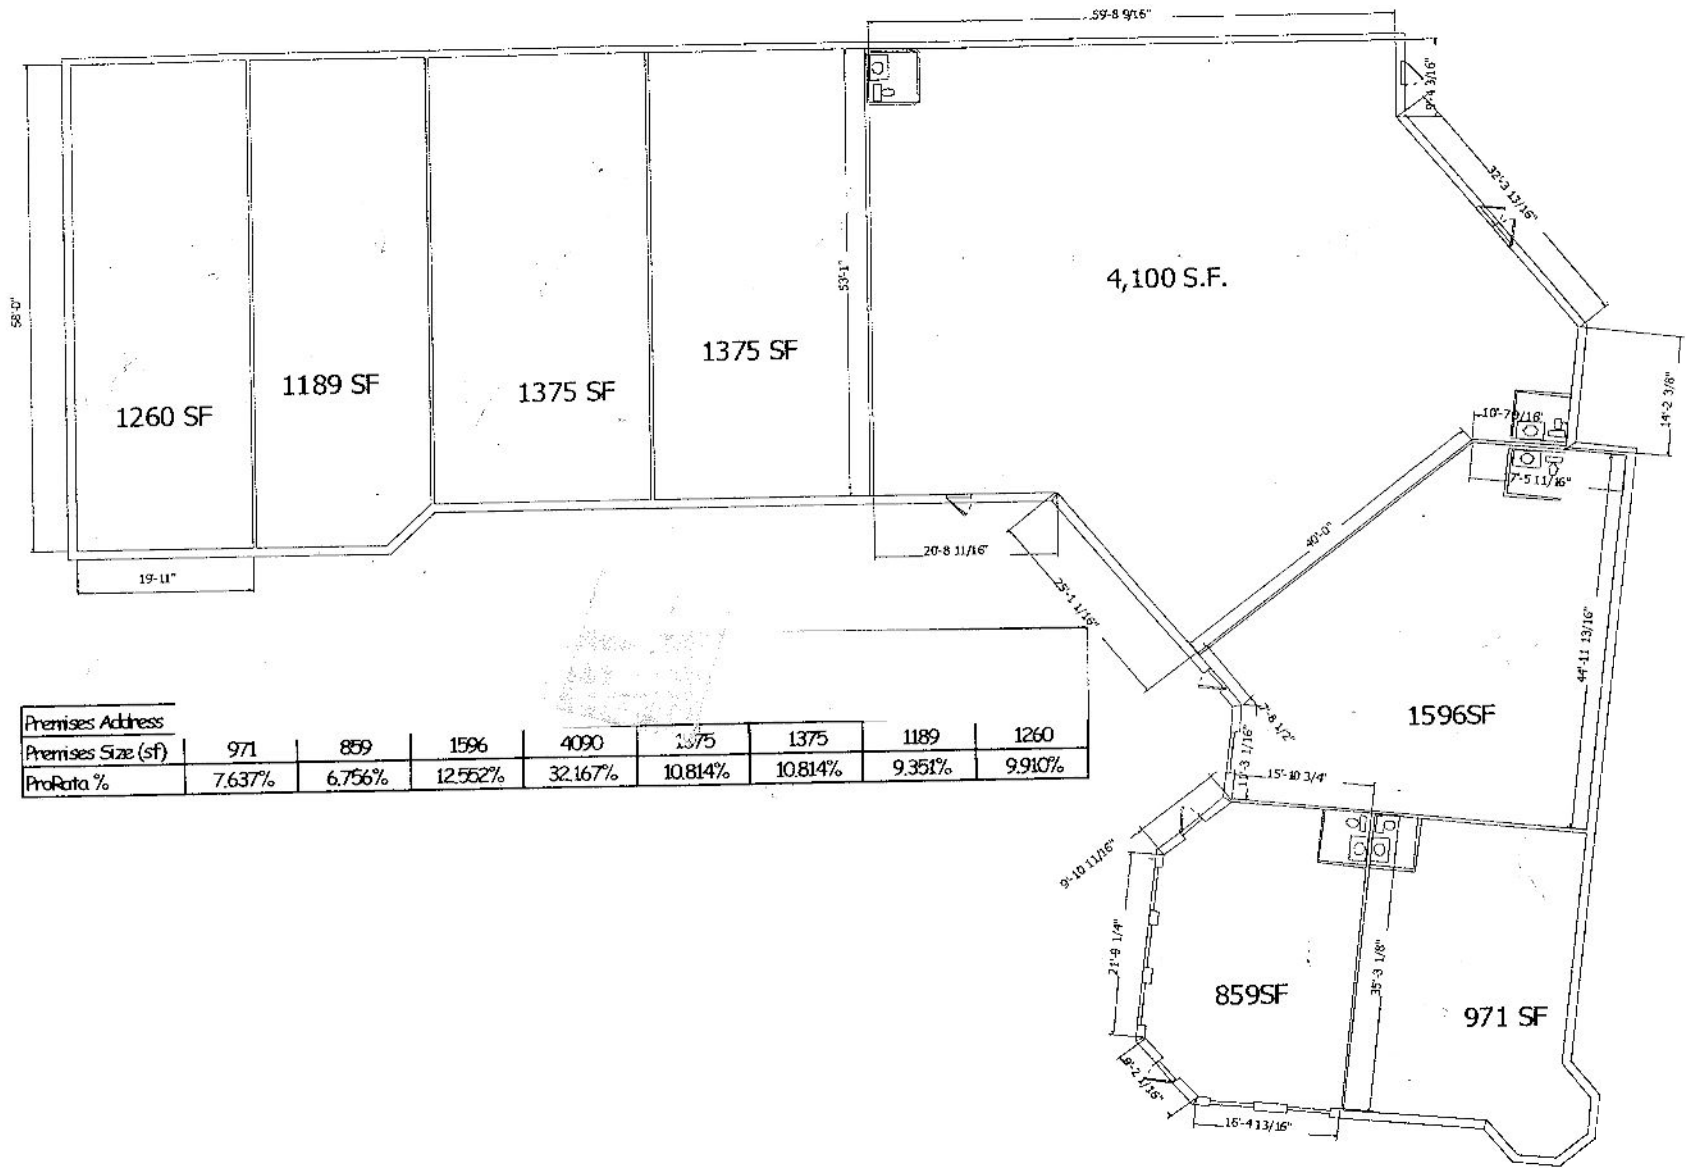 59'-8 9/16"
9'-4 3/16"
32'-3 13/16"
58'-0"
53'-1"
4,100 S.F.
1375 SF
1189 SF
1375 SF
1260 SF
14'-2 3/8"
10'-7 9/16"
7'-5 11/16"
40'-0"
20'-8 11/16"
19'-11"
25'-1 1/16"
44'-11 13/16"
1596SF
7'-8 1/2"
15'-10 3/4"
Premises Address
Premises Size (sf) 971 859 1596 4090 1375 1375 1189 1260
ProRata % 7.637% 6.756% 12.552% 32.167% 10.814% 10.814% 9.351% 9.910%
9'-10 11/16"
21'-9 1/4"
35'-3 1/8"
859SF
971 SF
16'-4 13/16"